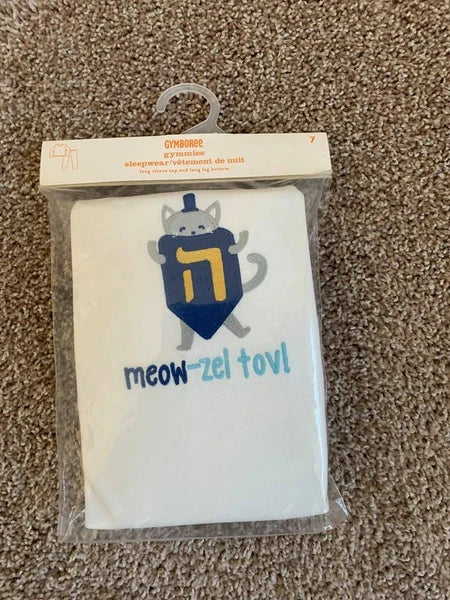 GYMBOREE
7
gymmies
sleepwear/vêtement de nuit
long sleeve top and long leg bottom
ה
meow-zel tov!